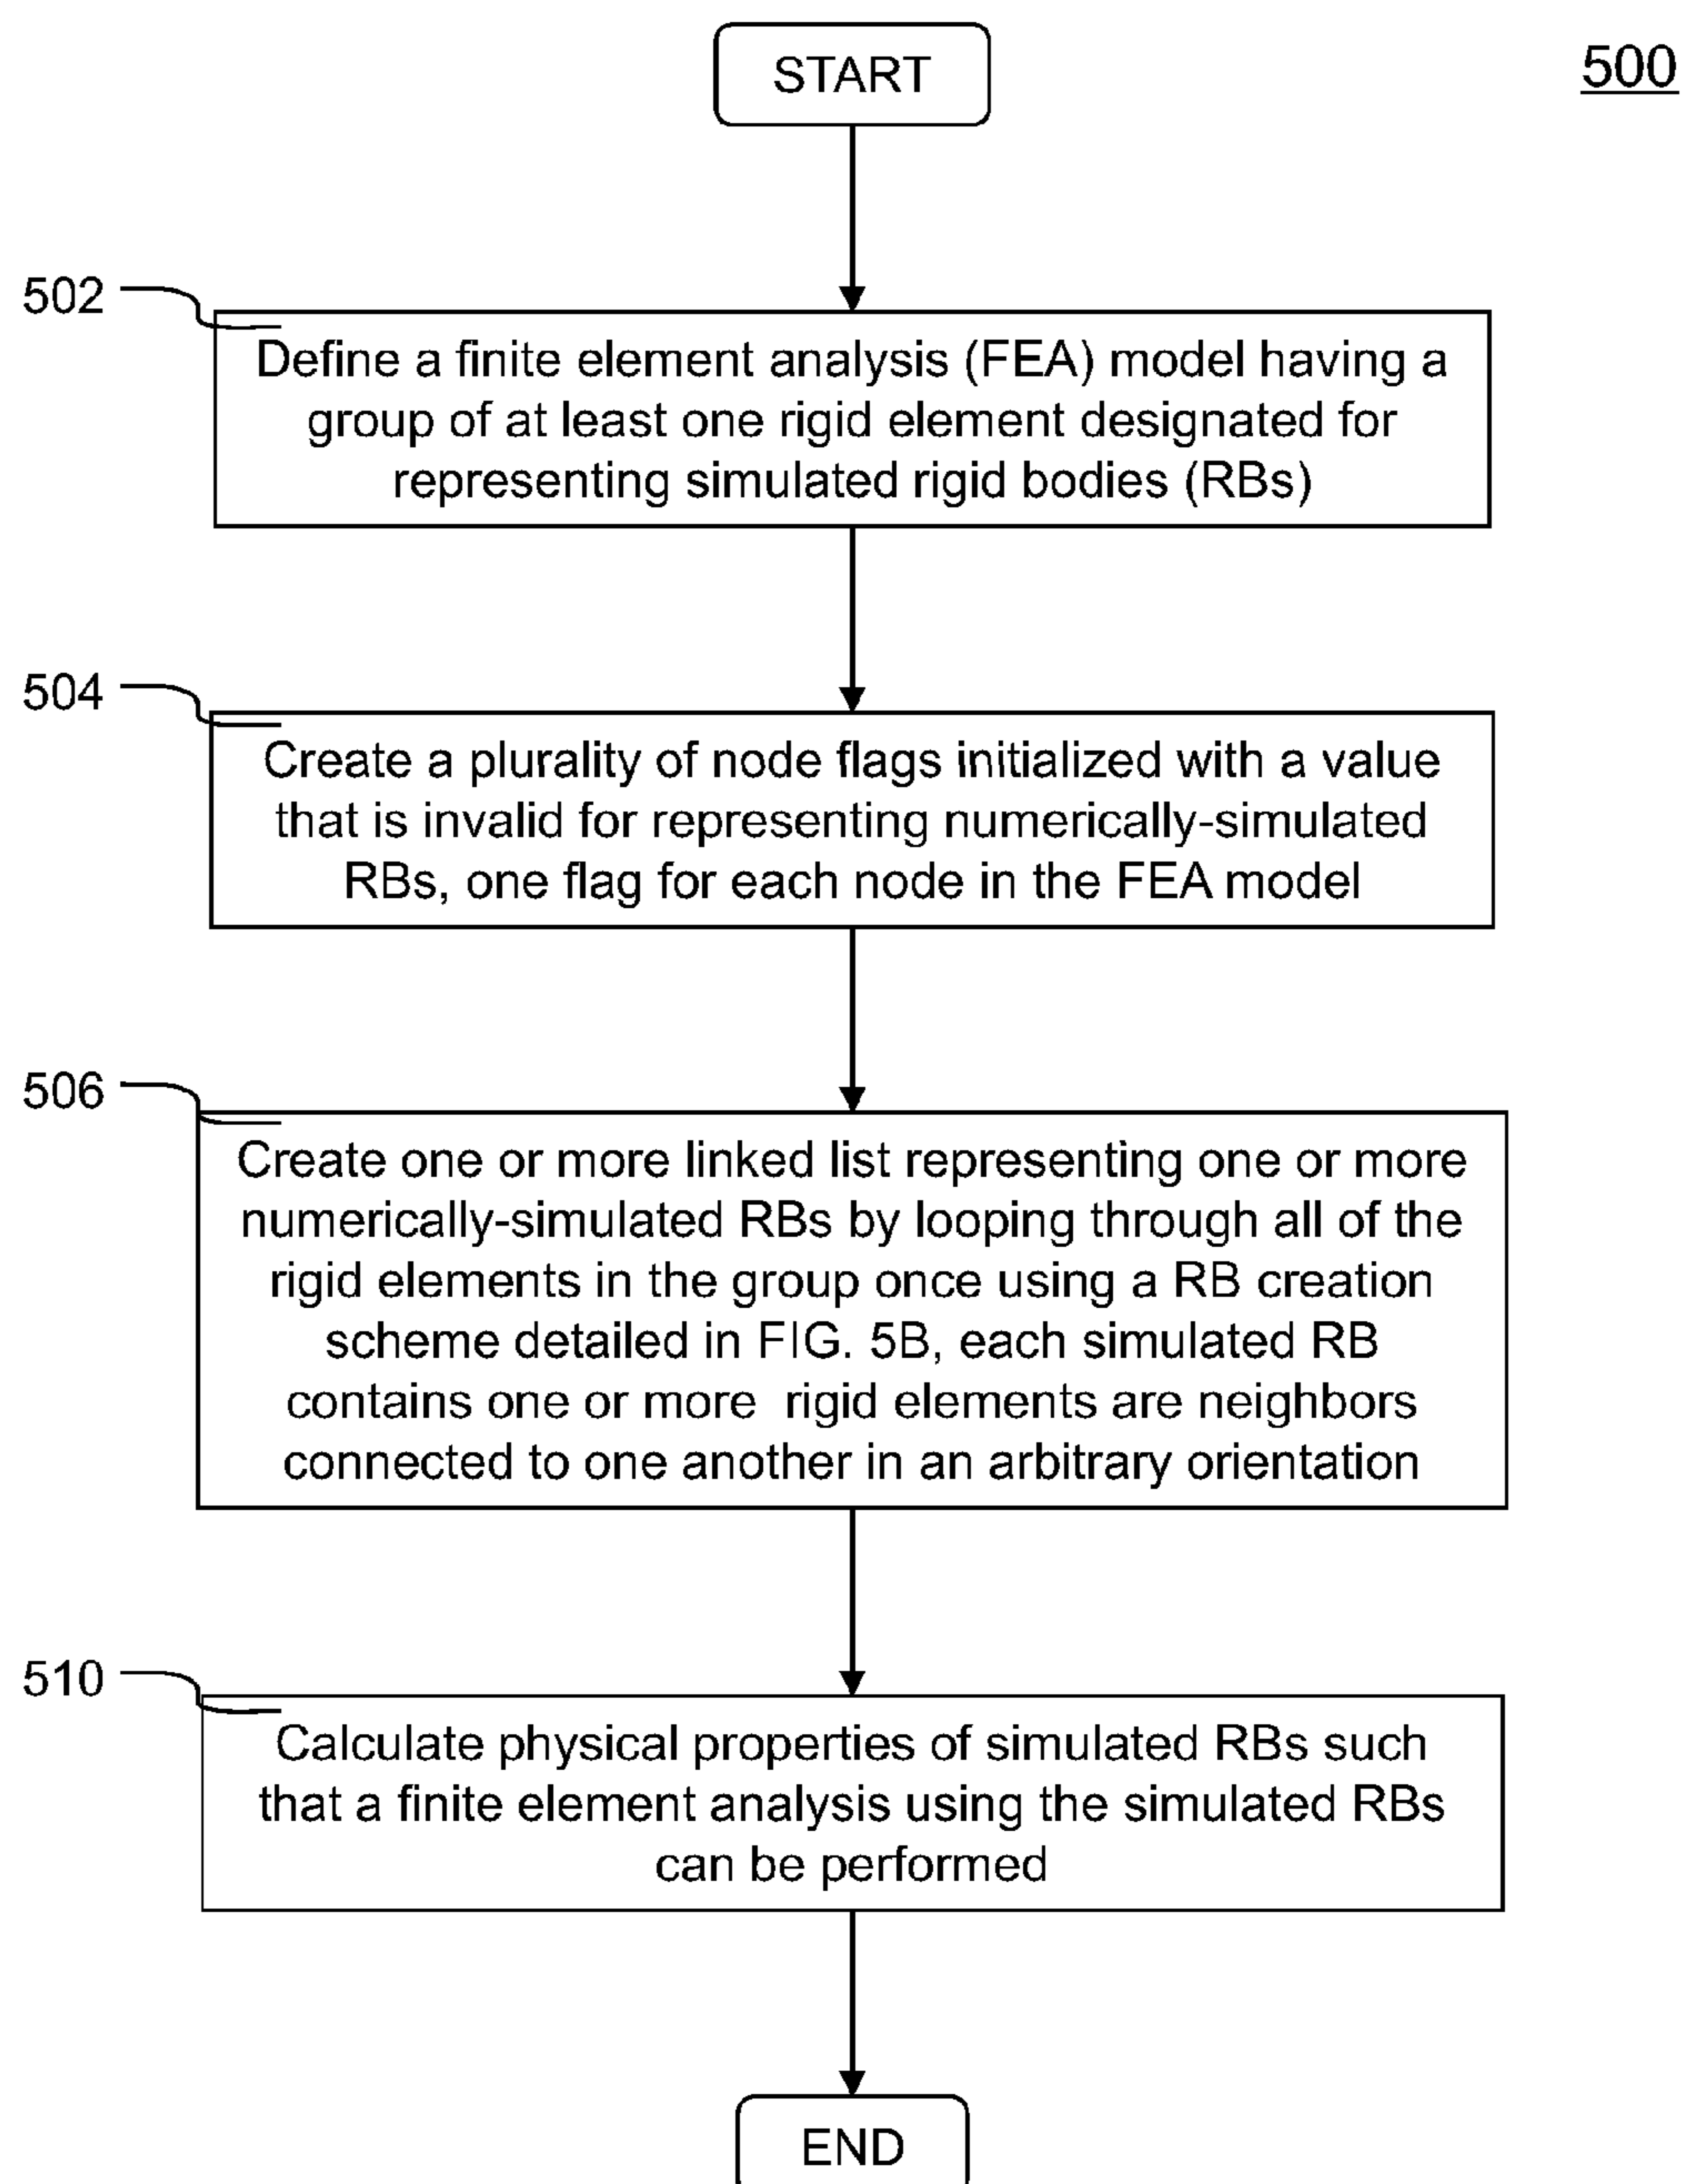 START
500
502
Define a finite element analysis (FEA) model having a
group of at least one rigid element designated for
representing simulated rigid bodies (RBs)
504
Create a plurality of node flags initialized with a value
that is invalid for representing numerically-simulated
RBs, one flag for each node in the FEA model
506
Create one or more linked list representing one or more
numerically-simulated RBs by looping through all of the
rigid elements in the group once using a RB creation
scheme detailed in FIG. 5B, each simulated RB
contains one or more rigid elements are neighbors
connected to one another in an arbitrary orientation
510
Calculate physical properties of simulated RBs such
that a finite element analysis using the simulated RBs
can be performed
END